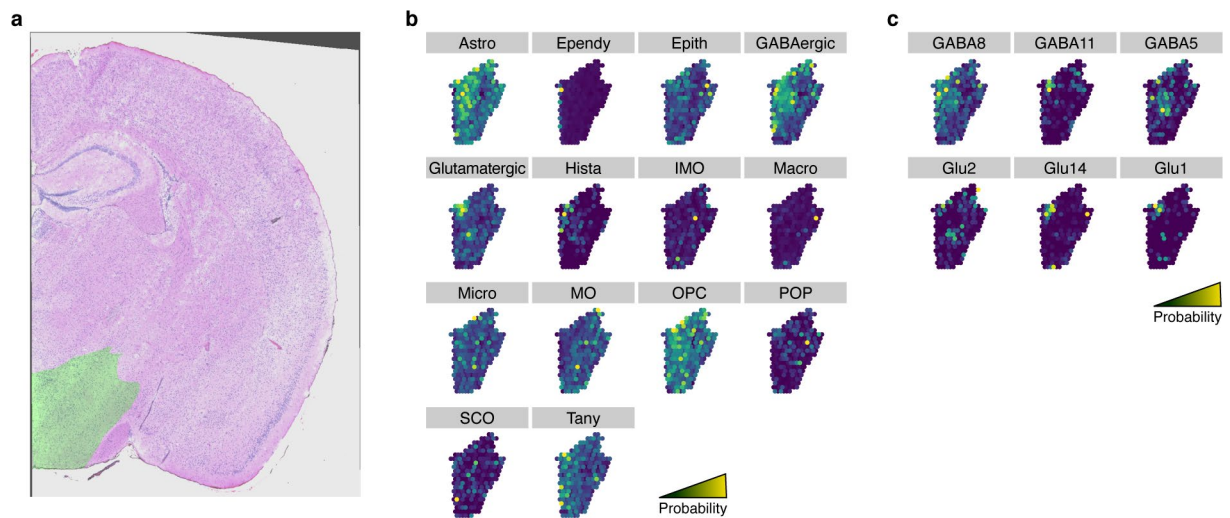 a
b
c
Astro Ependy Epith GABAergic
GABA8 GABA11 GABA5
Glutamatergic Hista IMO Macro
Glu2 Glu14 Glu1
Probability
Micro MO OPC POP
SCO Tany
Probability